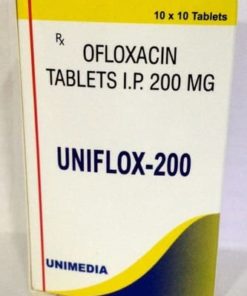 10 x 10 Tablets
Rx
OFLOXACIN
TABLETS I.P. 200 MG
UNIFLOX-200
UNIMEDIA